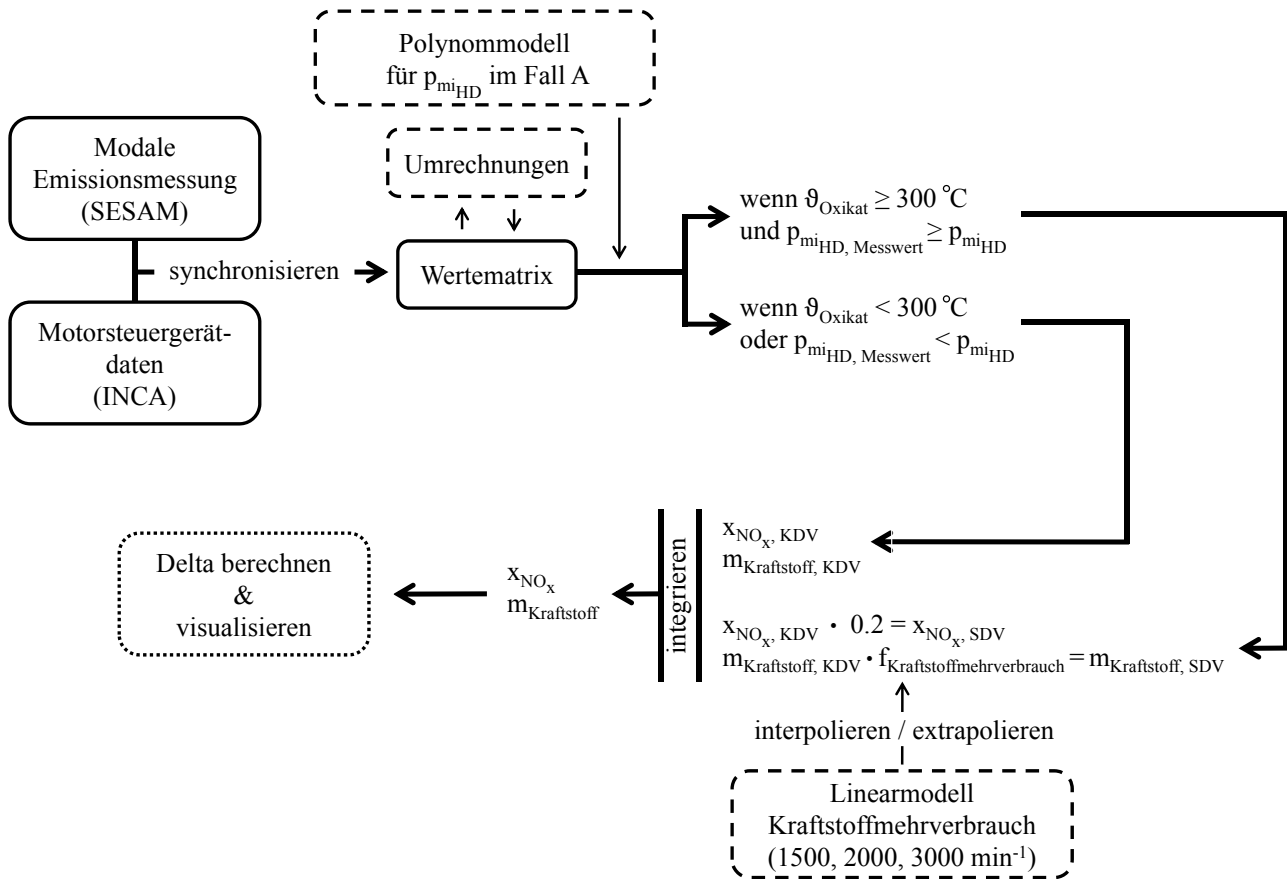 Polynommodell
für p_mi_HD im Fall A
Modale
Emissionsmessung
(SESAM)
Umrechnungen
synchronisieren
Wertematrix
wenn ϑ_Oxikat ≥ 300 °C
und p_mi_HD, Messwert ≥ p_mi_HD
wenn ϑ_Oxikat < 300 °C
oder p_mi_HD, Messwert < p_mi_HD
Motorsteuergerät-
daten
(INCA)
x_NOx, KDV
m_Kraftstoff, KDV
x_NOx, KDV · 0.2 = x_NOx, SDV
m_Kraftstoff, KDV · f_Kraftstoffmehrverbrauch = m_Kraftstoff, SDV
integrieren
x_NOx
m_Kraftstoff
Delta berechnen
&
visualisieren
interpolieren / extrapolieren
Linearmodell
Kraftstoffmehrverbrauch
(1500, 2000, 3000 min⁻¹)